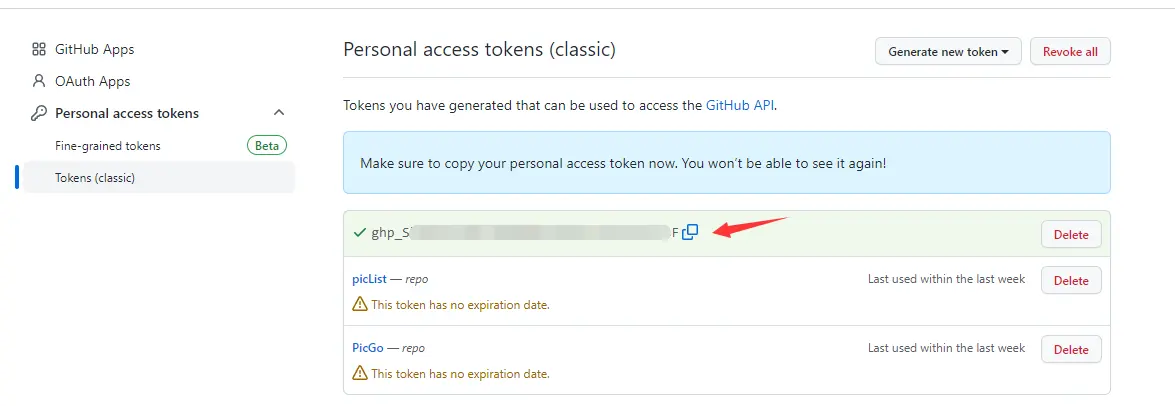 GitHub Apps
OAuth Apps
Personal access tokens
Fine-grained tokens Beta
Tokens (classic)
Personal access tokens (classic)
Generate new token
Revoke all
Tokens you have generated that can be used to access the GitHub API.
Make sure to copy your personal access token now. You won't be able to see it again!
ghp_S F
Delete
picList — repo
Last used within the last week
Delete
This token has no expiration date.
PicGo — repo
Last used within the last week
Delete
This token has no expiration date.